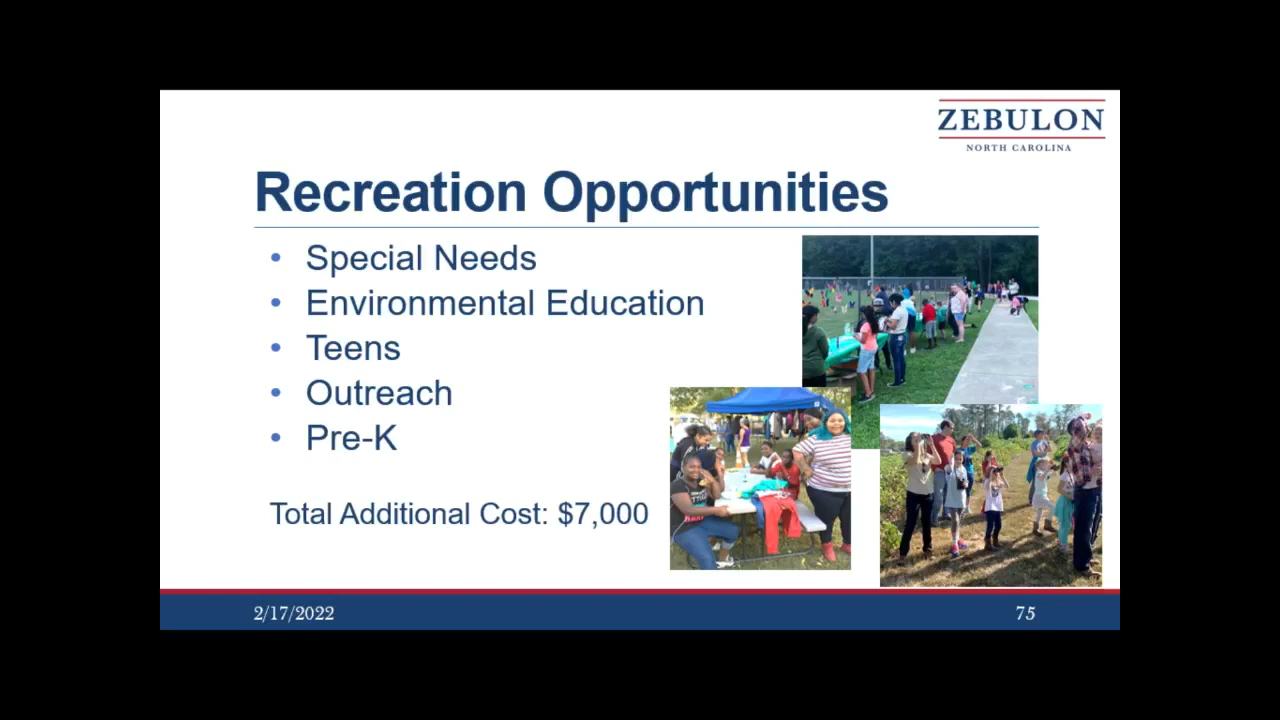 ZEBULON
NORTH CAROLINA
Recreation Opportunities
• Special Needs
• Environmental Education
• Teens
• Outreach
• Pre-K
Total Additional Cost: $7,000
2/17/2022
75